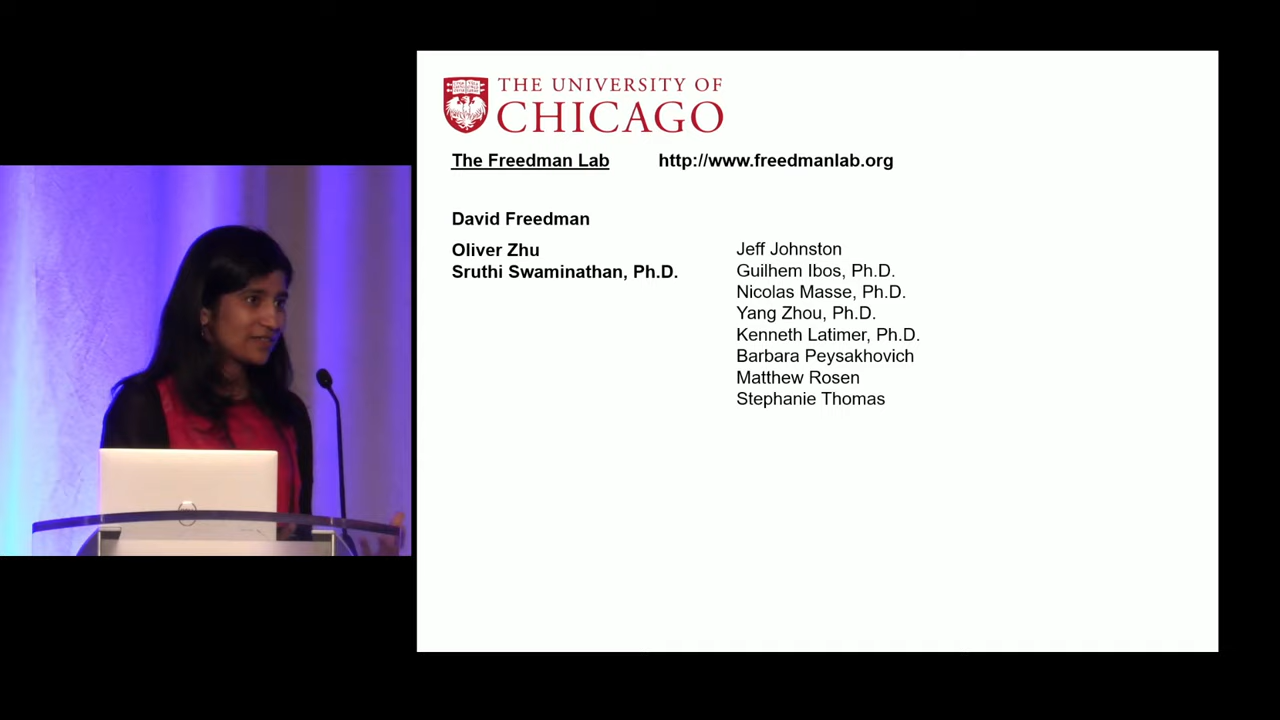 THE UNIVERSITY OF
CHICAGO
The Freedman Lab http://www.freedmanlab.org
David Freedman
Oliver Zhu
Sruthi Swaminathan, Ph.D.
Jeff Johnston
Guilhem Ibos, Ph.D.
Nicolas Masse, Ph.D.
Yang Zhou, Ph.D.
Kenneth Latimer, Ph.D.
Barbara Peysakhovich
Matthew Rosen
Stephanie Thomas